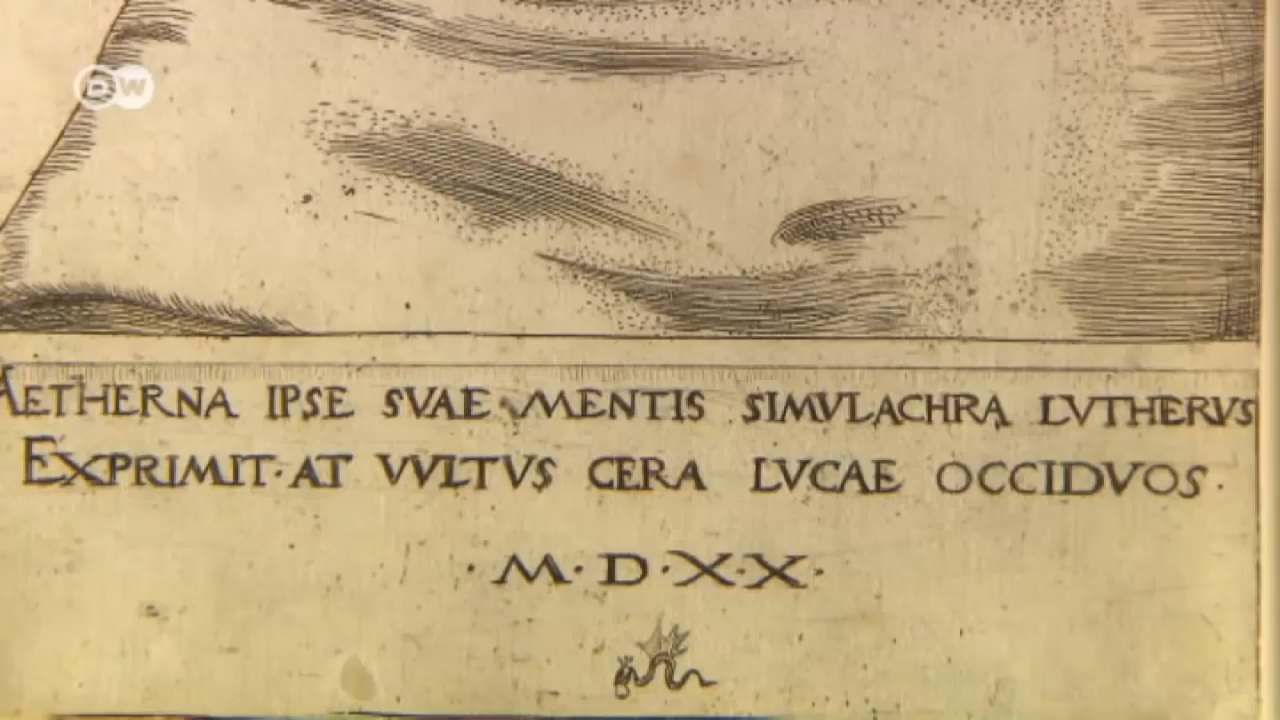 DW
AETHERNA IPSE SVAE MENTIS SIMVLACHRA LVTHERVS
EXPRIMIT·AT VVLTVS CERA LVCAE OCCIDVOS·
·M·D·X·X·